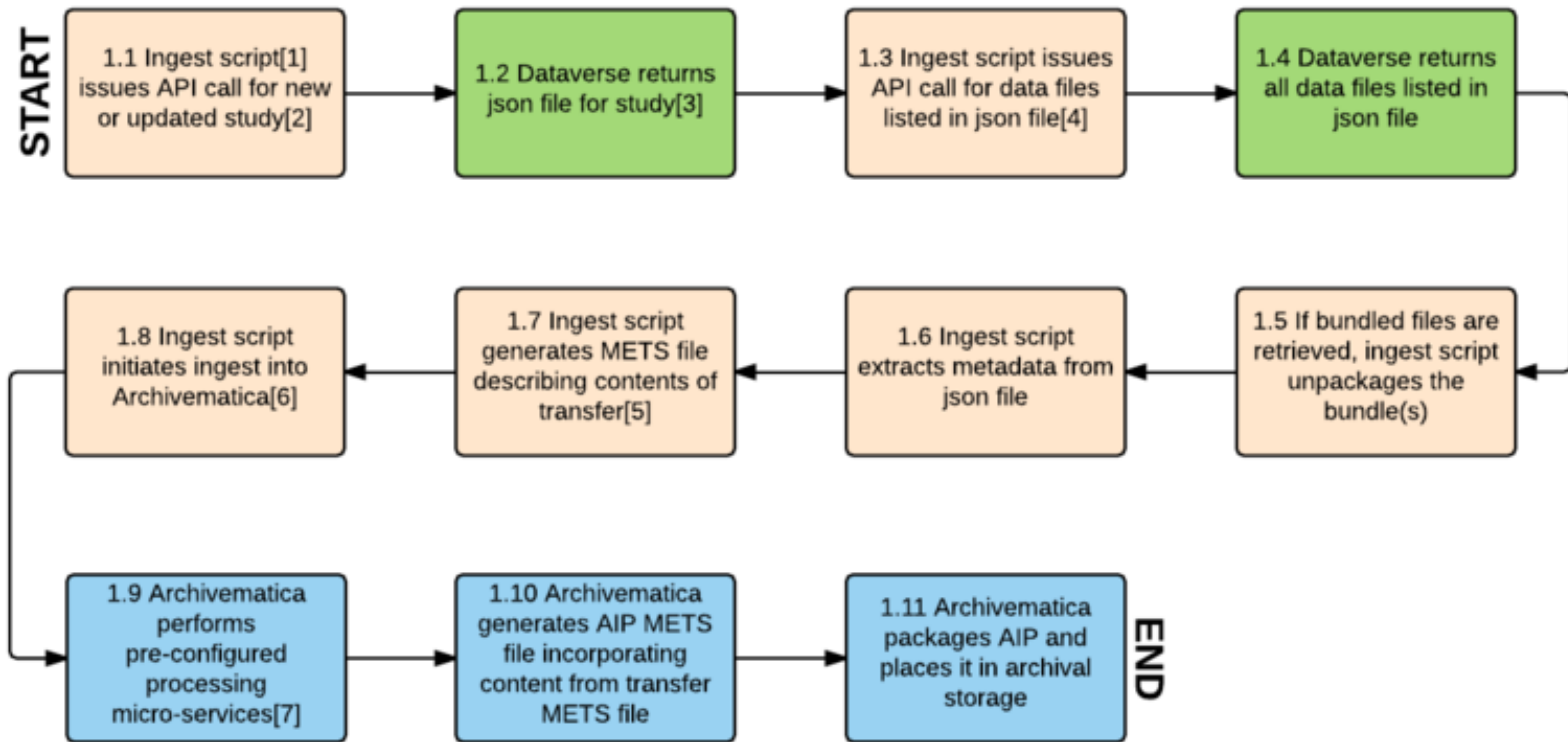 START
1.1 Ingest script[1]
issues API call for new
or updated study[2]
1.2 Dataverse returns
json file for study[3]
1.3 Ingest script issues
API call for data files
listed in json file[4]
1.4 Dataverse returns
all data files listed in
json file
1.5 If bundled files are
retrieved, ingest script
unpackages the
bundle(s)
1.6 Ingest script
extracts metadata from
json file
1.7 Ingest script
generates METS file
describing contents of
transfer[5]
1.8 Ingest script
initiates ingest into
Archivematica[6]
1.9 Archivematica
performs
pre-configured
processing
micro-services[7]
1.10 Archivematica
generates AIP METS
file incorporating
content from transfer
METS file
1.11 Archivematica
packages AIP and
places it in archival
storage
END